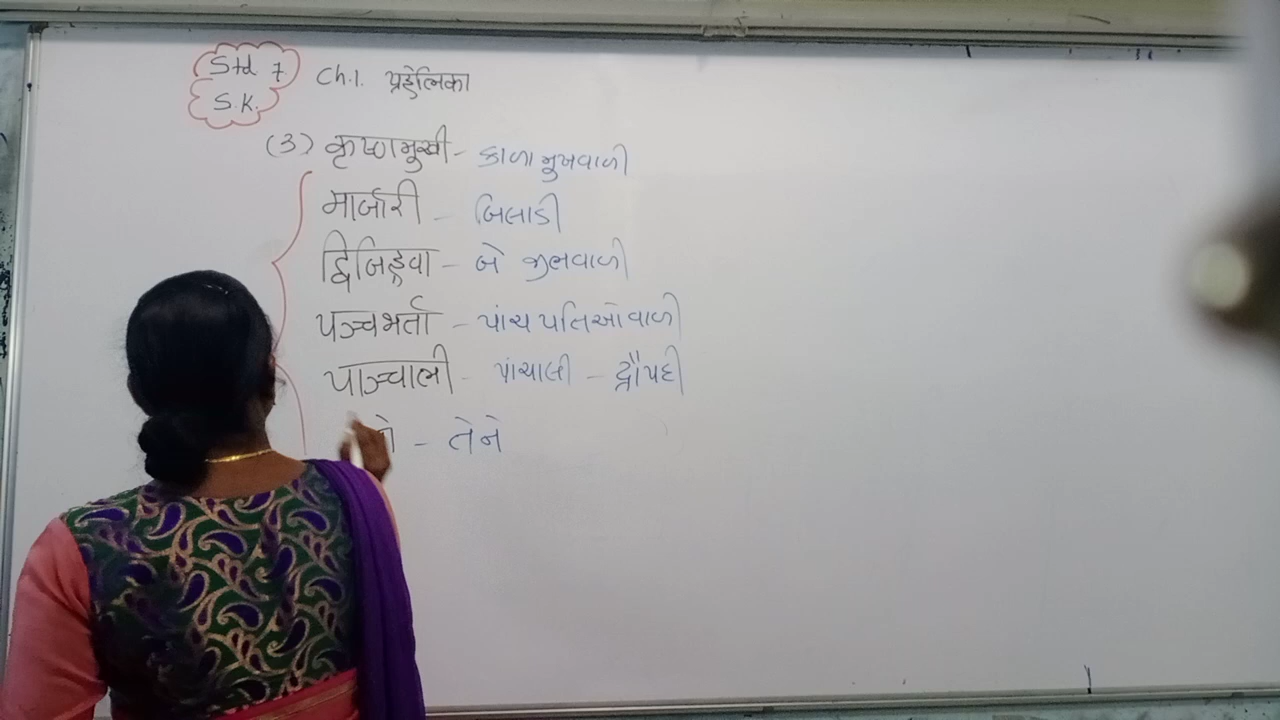 Std. 7 S.K.
Ch.1. प्रहेलिका
(3) कृष्णमुखी - કાળા મુખવાળી
मार्जारी - બિલાડી
द्विजिह्वा - બે જીભવાળી
पञ्चभर्ता - પાંચ પતિઓવાળી
पाञ्चाली - પાંચાલી - દ્રૌપદી
- તેને